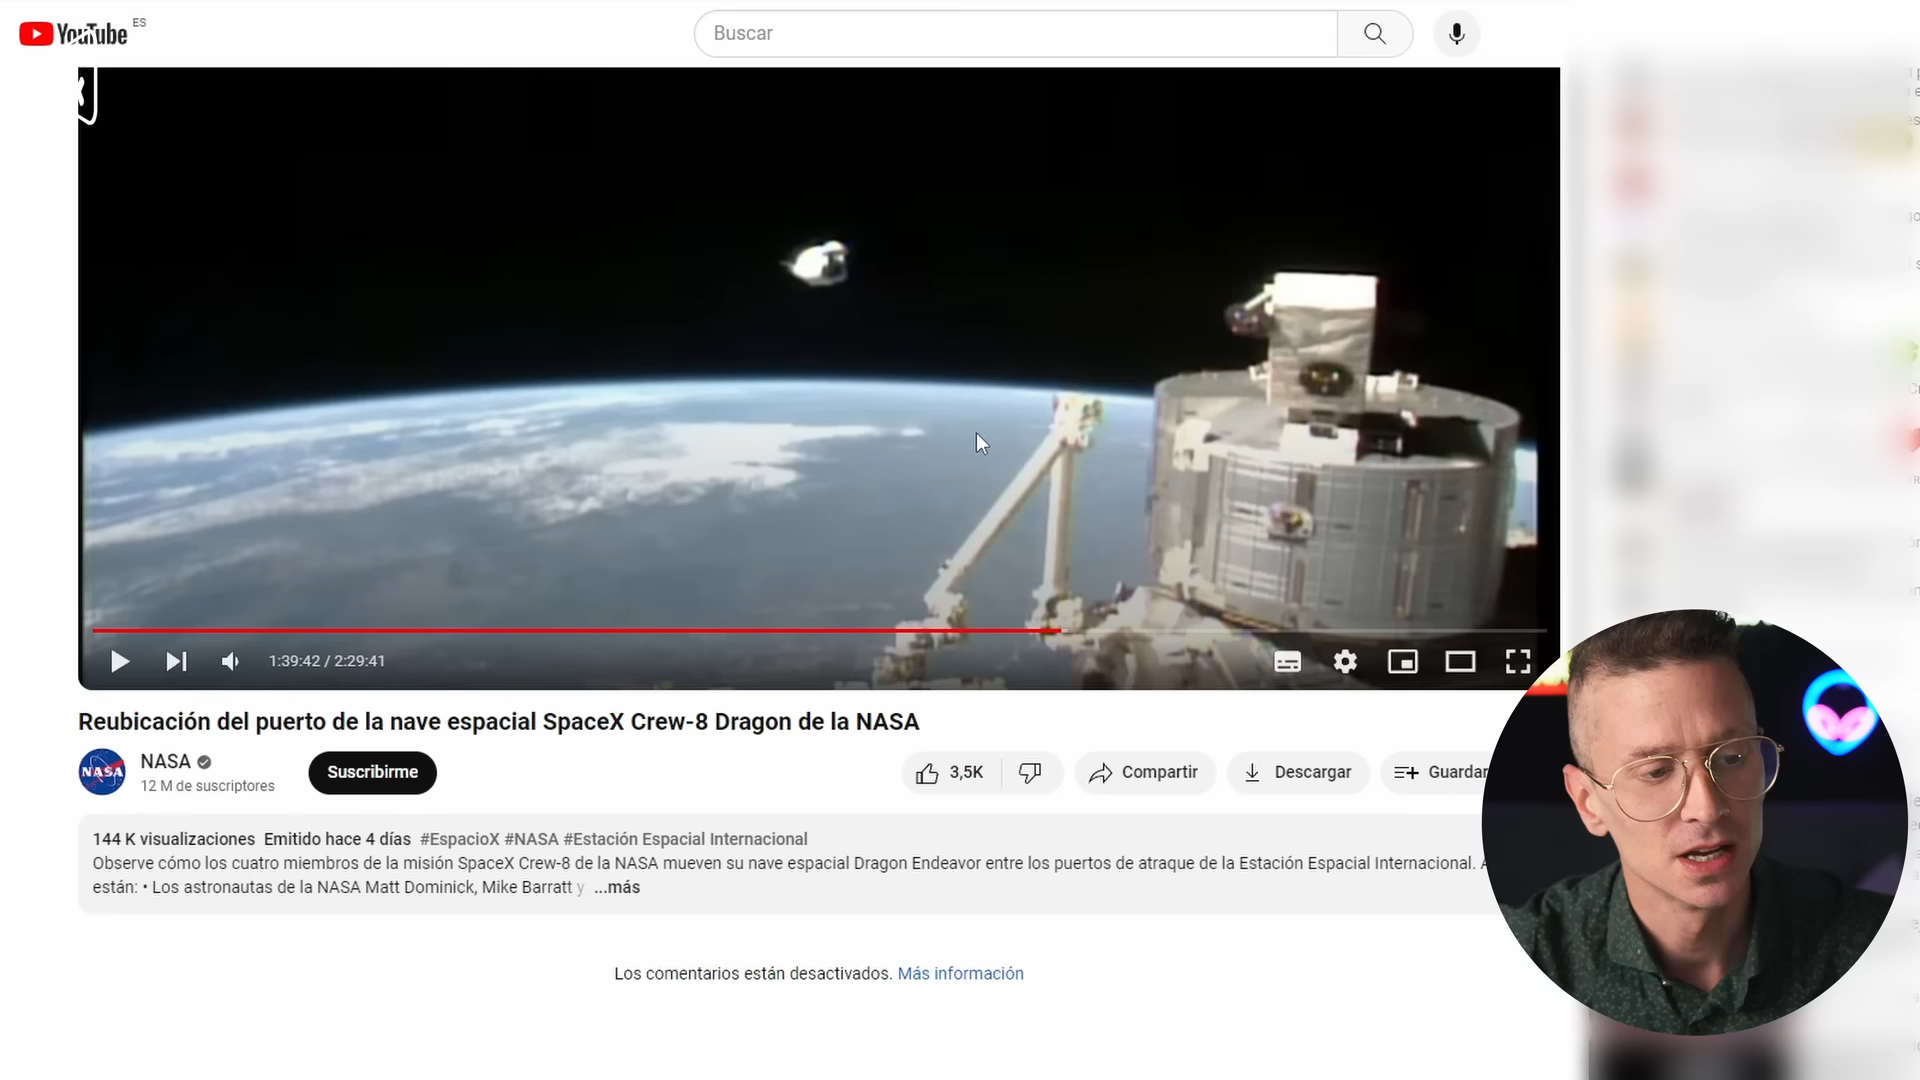 YouTube ES
Buscar
1:39:42 / 2:29:41
Reubicación del puerto de la nave espacial SpaceX Crew-8 Dragon de la NASA
NASA
NASA
12 M de suscriptores
Suscribirme
3,5K
Compartir
Descargar
Guardar
144 K visualizaciones Emitido hace 4 días #EspacioX #NASA #Estación Espacial Internacional
Observe cómo los cuatro miembros de la misión SpaceX Crew-8 de la NASA mueven su nave espacial Dragon Endeavor entre los puertos de atraque de la Estación Espacial Internacional.
están: • Los astronautas de la NASA Matt Dominick, Mike Barratt y ...más
Los comentarios están desactivados. Más información